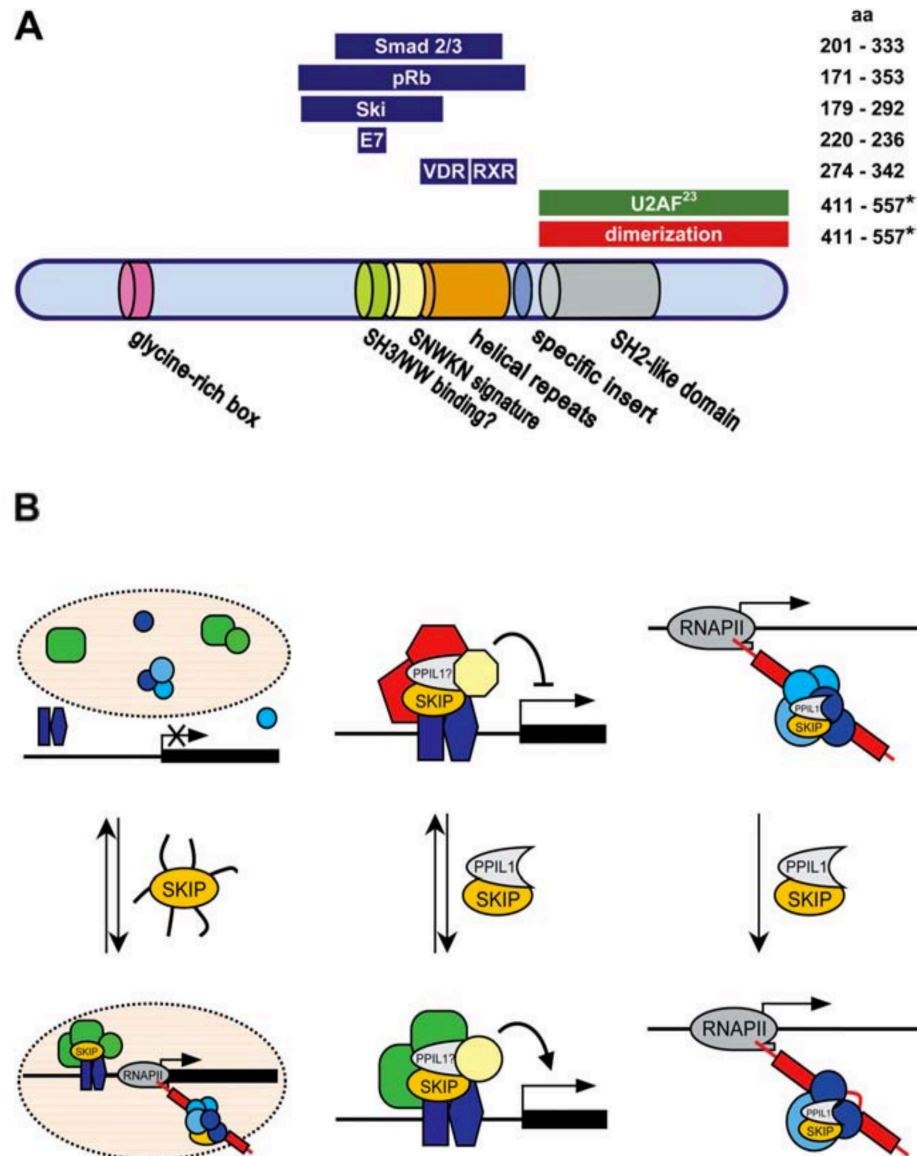 A
aa
Smad 2/3 201 - 333
pRb 171 - 353
Ski 179 - 292
E7 220 - 236
VDR RXR 274 - 342
U2AF23 411 - 557*
dimerization 411 - 557*
glycine-rich box
SH3/WW binding?
SNWKN signature
helical repeats
specific insert
SH2-like domain
B
PPIL1?
SKIP
RNAPII
PPIL1
SKIP
SKIP
PPIL1
SKIP
PPIL1
SKIP
SKIP
RNAPII
PPIL1?
SKIP
RNAPII
PPIL1
SKIP